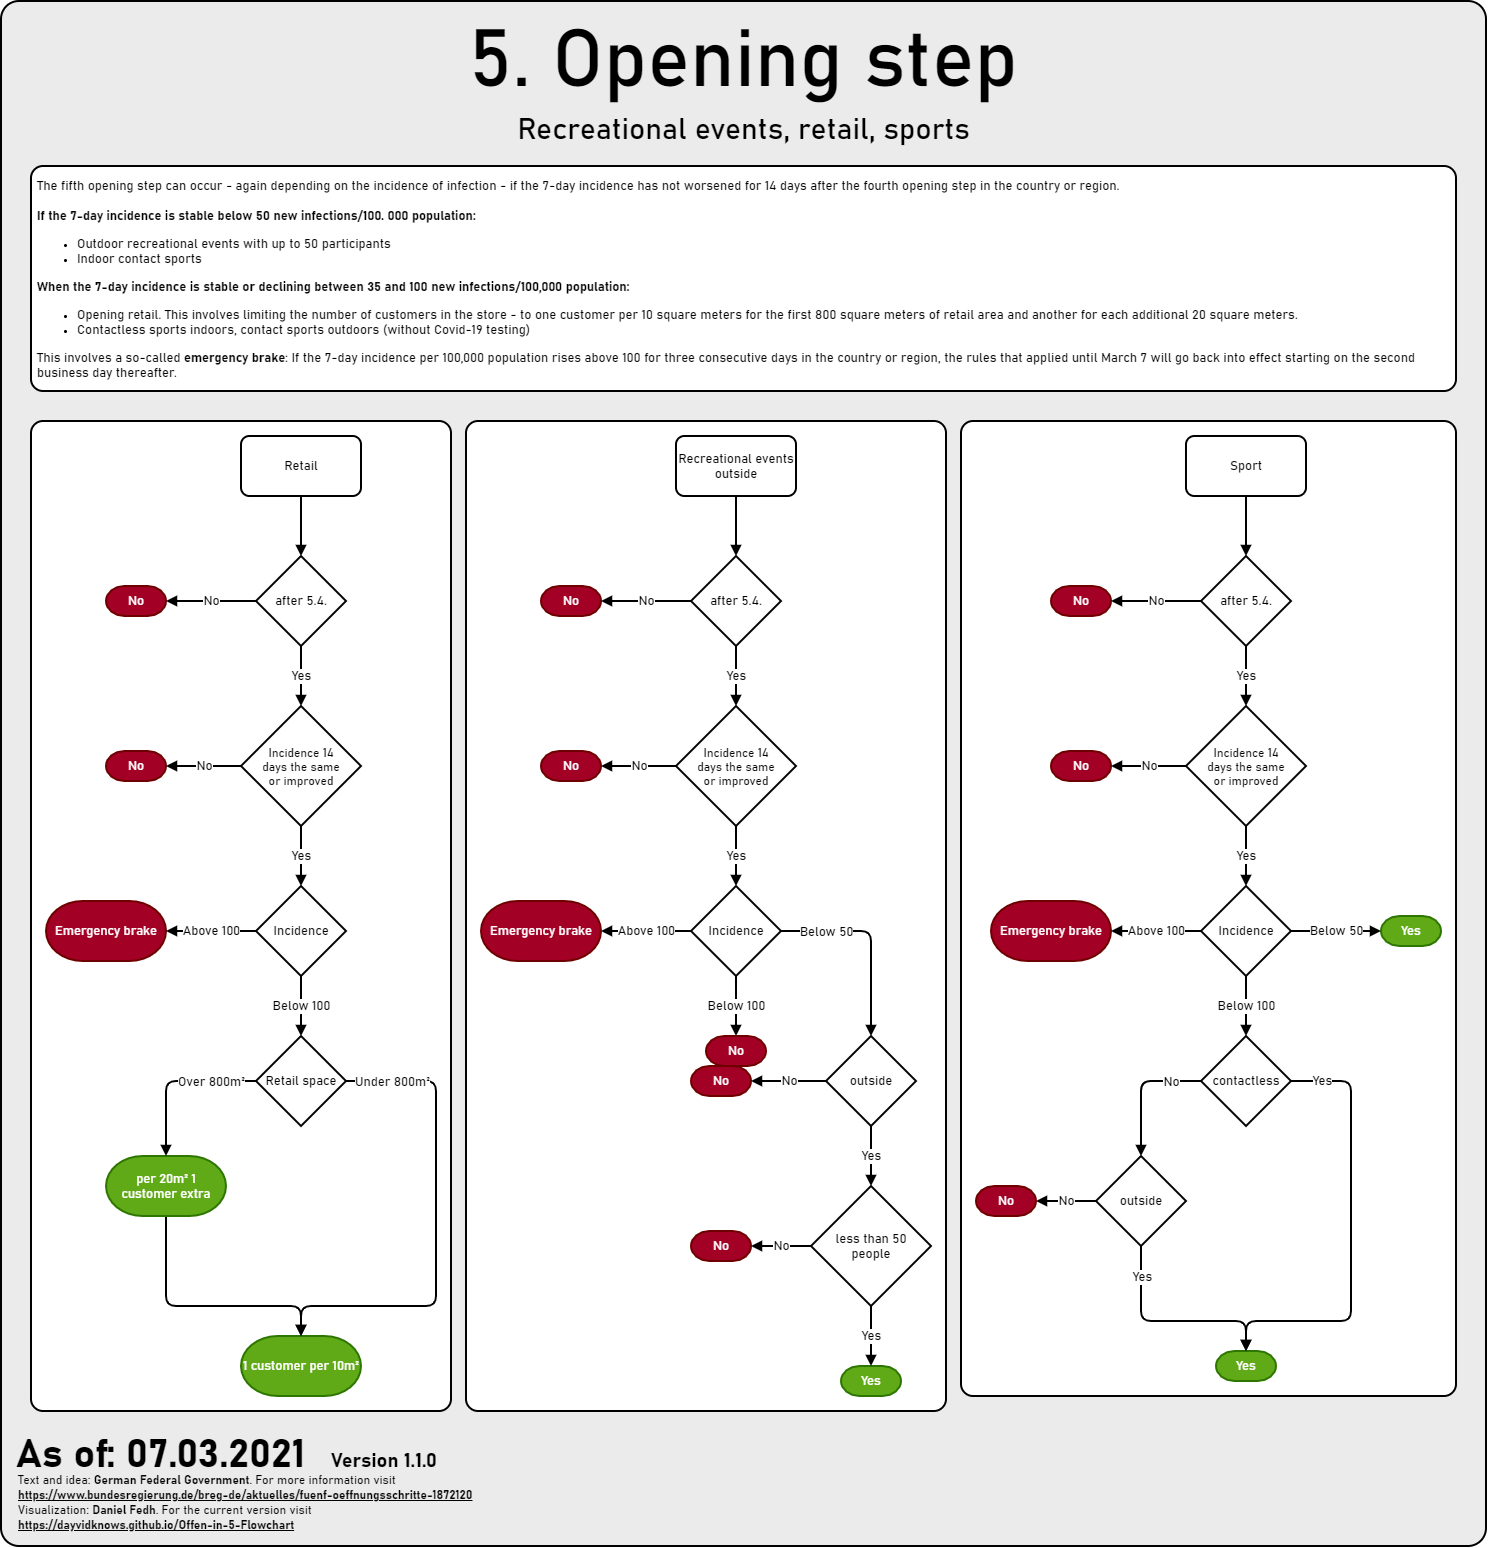 5. Opening step
Recreational events, retail, sports
The fifth opening step can occur - again depending on the incidence of infection - if the 7-day incidence has not worsened for 14 days after the fourth opening step in the country or region.
If the 7-day incidence is stable below 50 new infections/100. 000 population:
• Outdoor recreational events with up to 50 participants
• Indoor contact sports
When the 7-day incidence is stable or declining between 35 and 100 new infections/100,000 population:
• Opening retail. This involves limiting the number of customers in the store - to one customer per 10 square meters for the first 800 square meters of retail area and another for each additional 20 square meters.
• Contactless sports indoors, contact sports outdoors (without Covid-19 testing)
This involves a so-called emergency brake: If the 7-day incidence per 100,000 population rises above 100 for three consecutive days in the country or region, the rules that applied until March 7 will go back into effect starting on the second
business day thereafter.
Retail
after 5.4.
No
No
Yes
Incidence 14
days the same
or improved
No
No
Yes
Incidence
Above 100
Emergency brake
Below 100
Retail space
Over 800m²
Under 800m²
per 20m² 1
customer extra
1 customer per 10m²
Recreational events
outside
after 5.4.
No
No
Yes
Incidence 14
days the same
or improved
No
No
Yes
Incidence
Above 100
Emergency brake
Below 50
Below 100
No
outside
No
No
Yes
less than 50
people
No
No
Yes
Yes
Sport
after 5.4.
No
No
Yes
Incidence 14
days the same
or improved
No
No
Yes
Incidence
Above 100
Emergency brake
Below 50
Yes
Below 100
contactless
No
Yes
outside
No
No
Yes
Yes
As of: 07.03.2021 Version 1.1.0
Text and idea: German Federal Government. For more information visit
https://www.bundesregierung.de/breg-de/aktuelles/fuenf-oeffnungsschritte-1872120
Visualization: Daniel Fedh. For the current version visit
https://dayvidknows.github.io/Offen-in-5-Flowchart